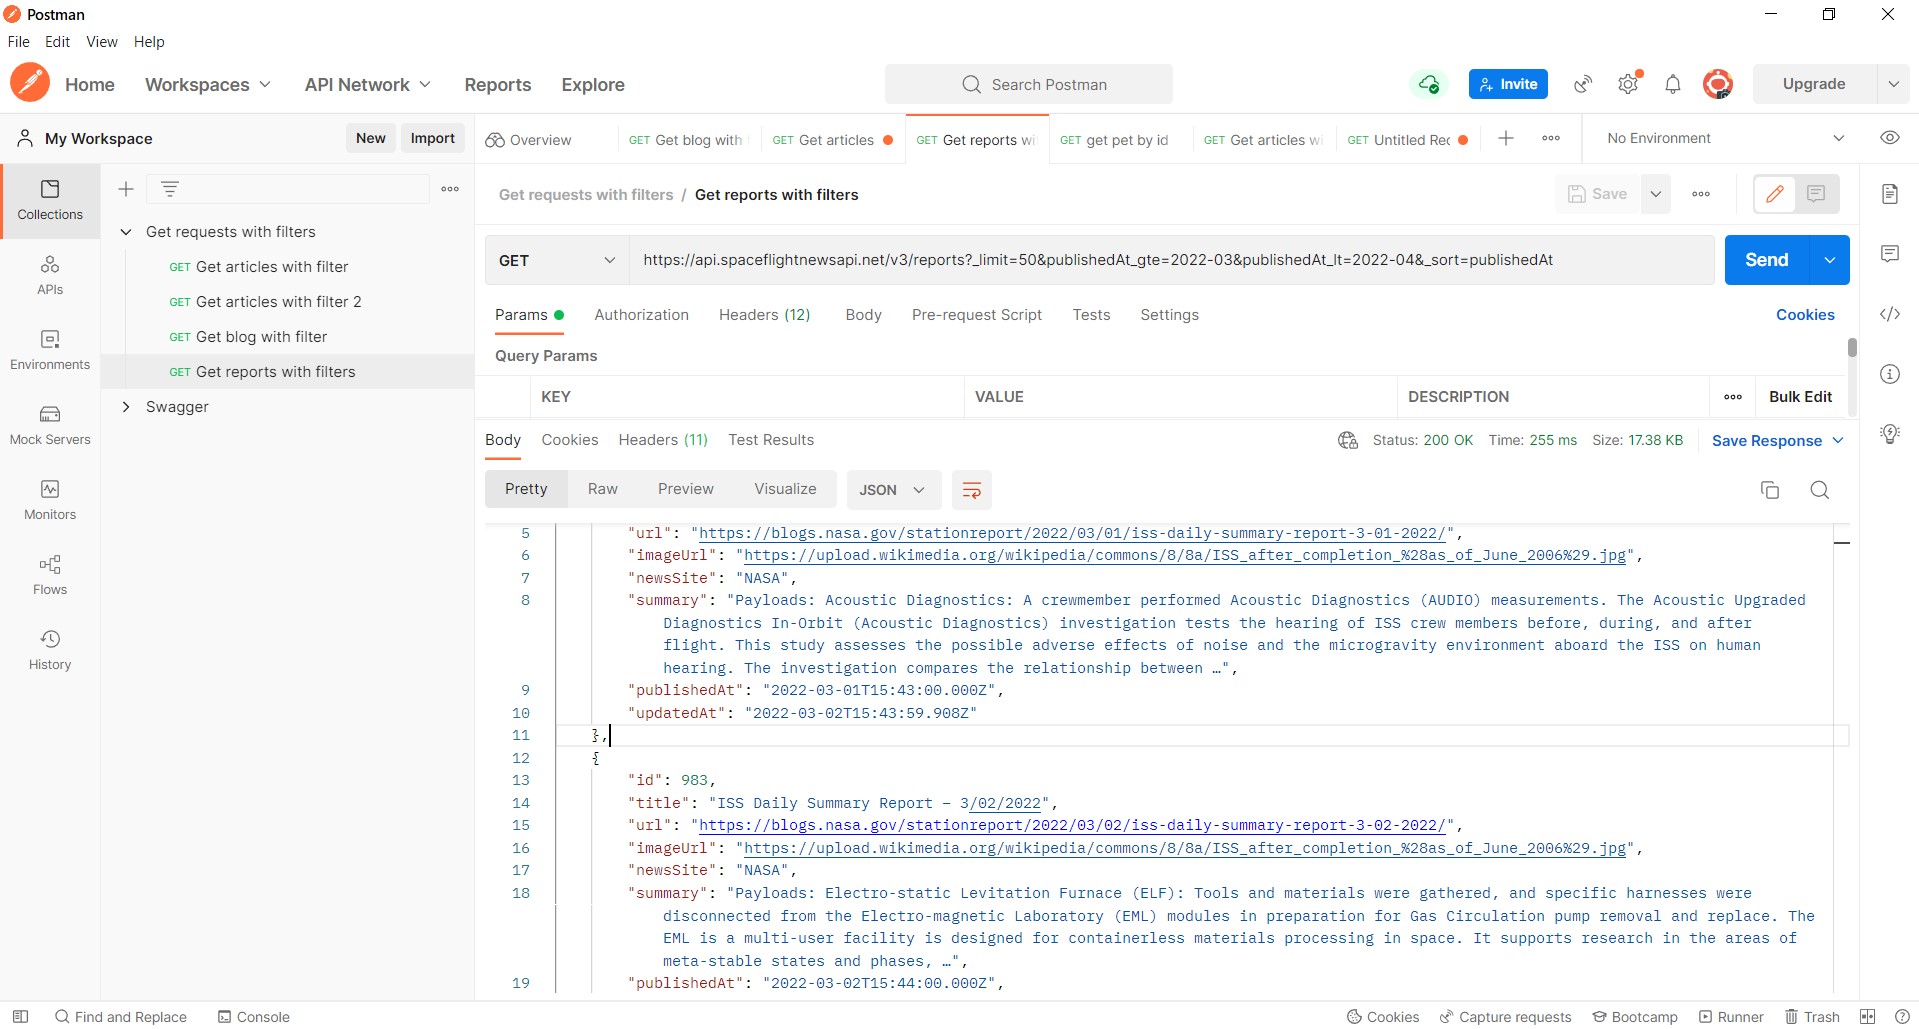 Postman
File Edit View Help
Home Workspaces API Network Reports Explore Search Postman Invite Upgrade
My Workspace New Import
Overview GET Get blog with GET Get articles GET Get reports wi GET get pet by id GET Get articles wi GET Untitled Rec No Environment
Collections
APIs
Environments
Mock Servers
Monitors
Flows
History
Get requests with filters
GET Get articles with filter
GET Get articles with filter 2
GET Get blog with filter
GET Get reports with filters
Swagger
Get requests with filters / Get reports with filters Save
GET https://api.spaceflightnewsapi.net/v3/reports?_limit=50&publishedAt_gte=2022-03&publishedAt_lt=2022-04&_sort=publishedAt Send
Params Authorization Headers (12) Body Pre-request Script Tests Settings Cookies
Query Params
KEY VALUE DESCRIPTION Bulk Edit
Body Cookies Headers (11) Test Results Status: 200 OK Time: 255 ms Size: 17.38 KB Save Response
Pretty Raw Preview Visualize JSON
5 "url": "https://blogs.nasa.gov/stationreport/2022/03/01/iss-daily-summary-report-3-01-2022/",
6 "imageUrl": "https://upload.wikimedia.org/wikipedia/commons/8/8a/ISS_after_completion_%28as_of_June_2006%29.jpg",
7 "newsSite": "NASA",
8 "summary": "Payloads: Acoustic Diagnostics: A crewmember performed Acoustic Diagnostics (AUDIO) measurements. The Acoustic Upgraded
Diagnostics In-Orbit (Acoustic Diagnostics) investigation tests the hearing of ISS crew members before, during, and after
flight. This study assesses the possible adverse effects of noise and the microgravity environment aboard the ISS on human
hearing. The investigation compares the relationship between …",
9 "publishedAt": "2022-03-01T15:43:00.000Z",
10 "updatedAt": "2022-03-02T15:43:59.908Z"
11 },
12 {
13 "id": 983,
14 "title": "ISS Daily Summary Report – 3/02/2022",
15 "url": "https://blogs.nasa.gov/stationreport/2022/03/02/iss-daily-summary-report-3-02-2022/",
16 "imageUrl": "https://upload.wikimedia.org/wikipedia/commons/8/8a/ISS_after_completion_%28as_of_June_2006%29.jpg",
17 "newsSite": "NASA",
18 "summary": "Payloads: Electro-static Levitation Furnace (ELF): Tools and materials were gathered, and specific harnesses were
disconnected from the Electro-magnetic Laboratory (EML) modules in preparation for Gas Circulation pump removal and replace. The
EML is a multi-user facility is designed for containerless materials processing in space. It supports research in the areas of
meta-stable states and phases, …",
19 "publishedAt": "2022-03-02T15:44:00.000Z",
Find and Replace Console Cookies Capture requests Bootcamp Runner Trash